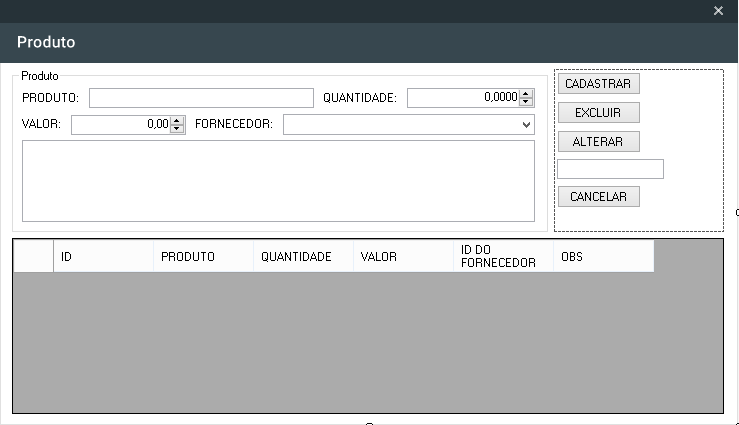 Produto
Produto
PRODUTO:
QUANTIDADE: 0,0000
VALOR: 0,00
FORNECEDOR:
CADASTRAR
EXCLUIR
ALTERAR
CANCELAR
ID PRODUTO QUANTIDADE VALOR ID DO FORNECEDOR OBS